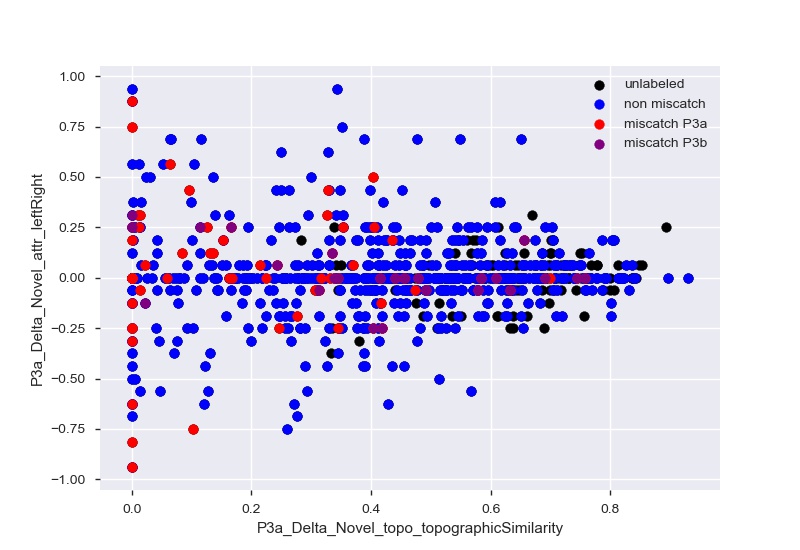 1.00
0.75
0.50
0.25
0.00
−0.25
−0.50
−0.75
−1.00
P3a_Delta_Novel_attr_leftRight
unlabeled
non miscatch
miscatch P3a
miscatch P3b
0.0 0.2 0.4 0.6 0.8
P3a_Delta_Novel_topo_topographicSimilarity